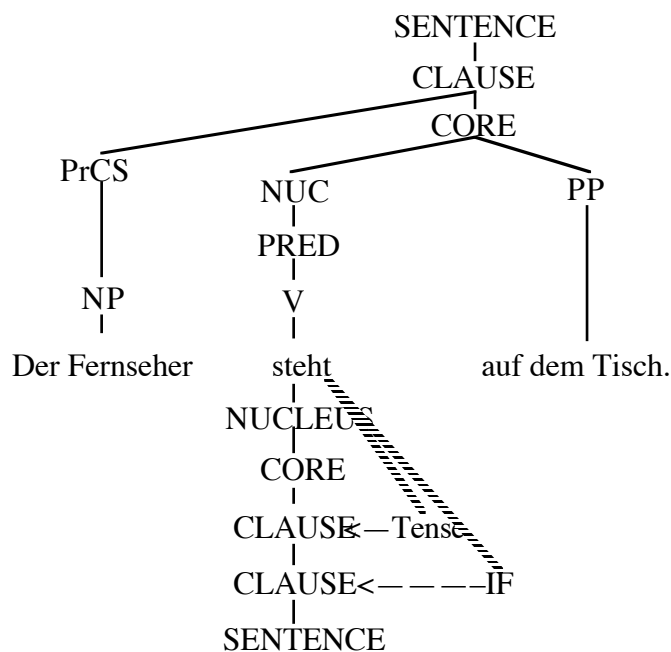 SENTENCE
CLAUSE
CORE
PrCS NUC PP
PRED
NP V
Der Fernseher steht auf dem Tisch.
NUCLEUS
CORE
CLAUSE<—Tense
CLAUSE<— — — —IF
SENTENCE